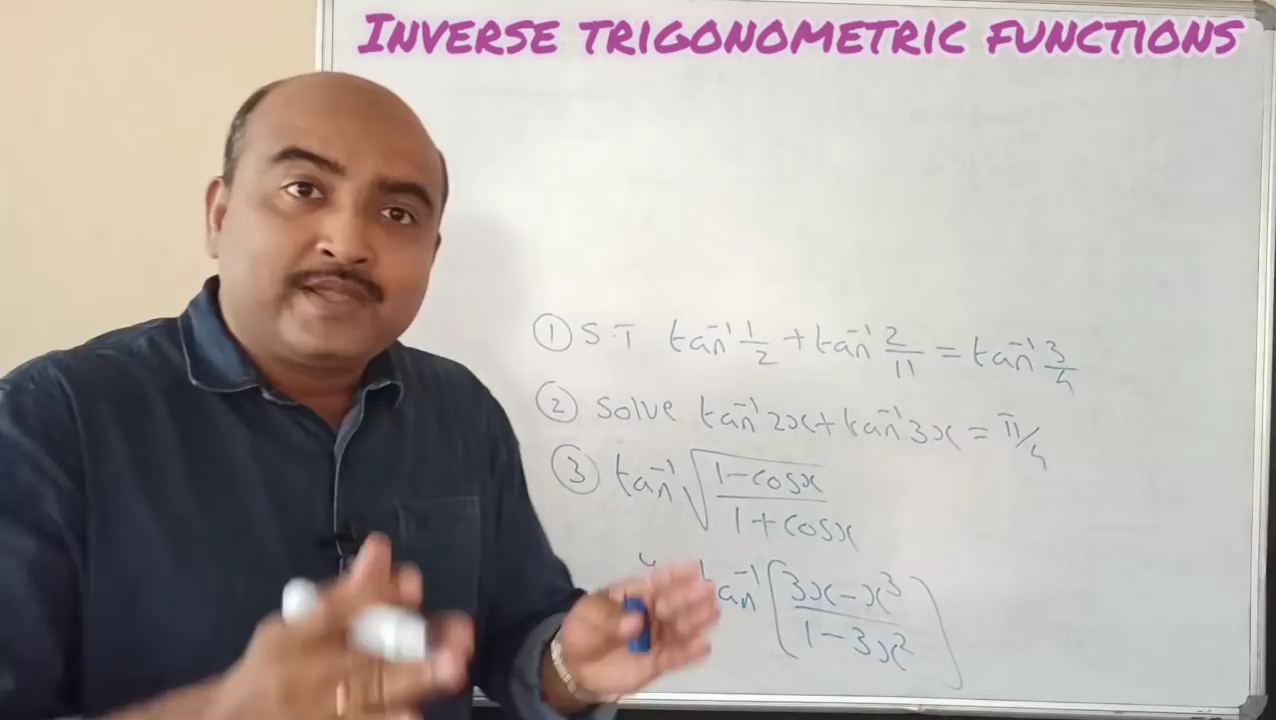 INVERSE TRIGONOMETRIC FUNCTIONS
① S.T tan⁻¹ 1/2 + tan⁻¹ 2/11 = tan⁻¹ 3/4
② Solve tan⁻¹ 2x + tan⁻¹ 3x = π/4
③ tan⁻¹ √((1-cosx)/(1+cosx))
tan⁻¹ [(3x-x³)/(1-3x²)]